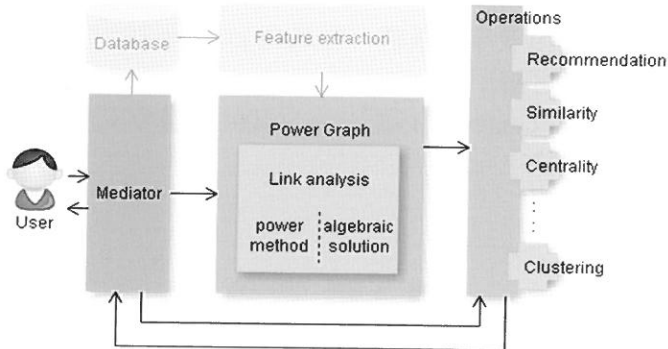 Operations
Database
Feature extraction
Recommendation
Power Graph
Similarity
Link analysis
Centrality
Mediator
User
power method
algebraic solution
Clustering